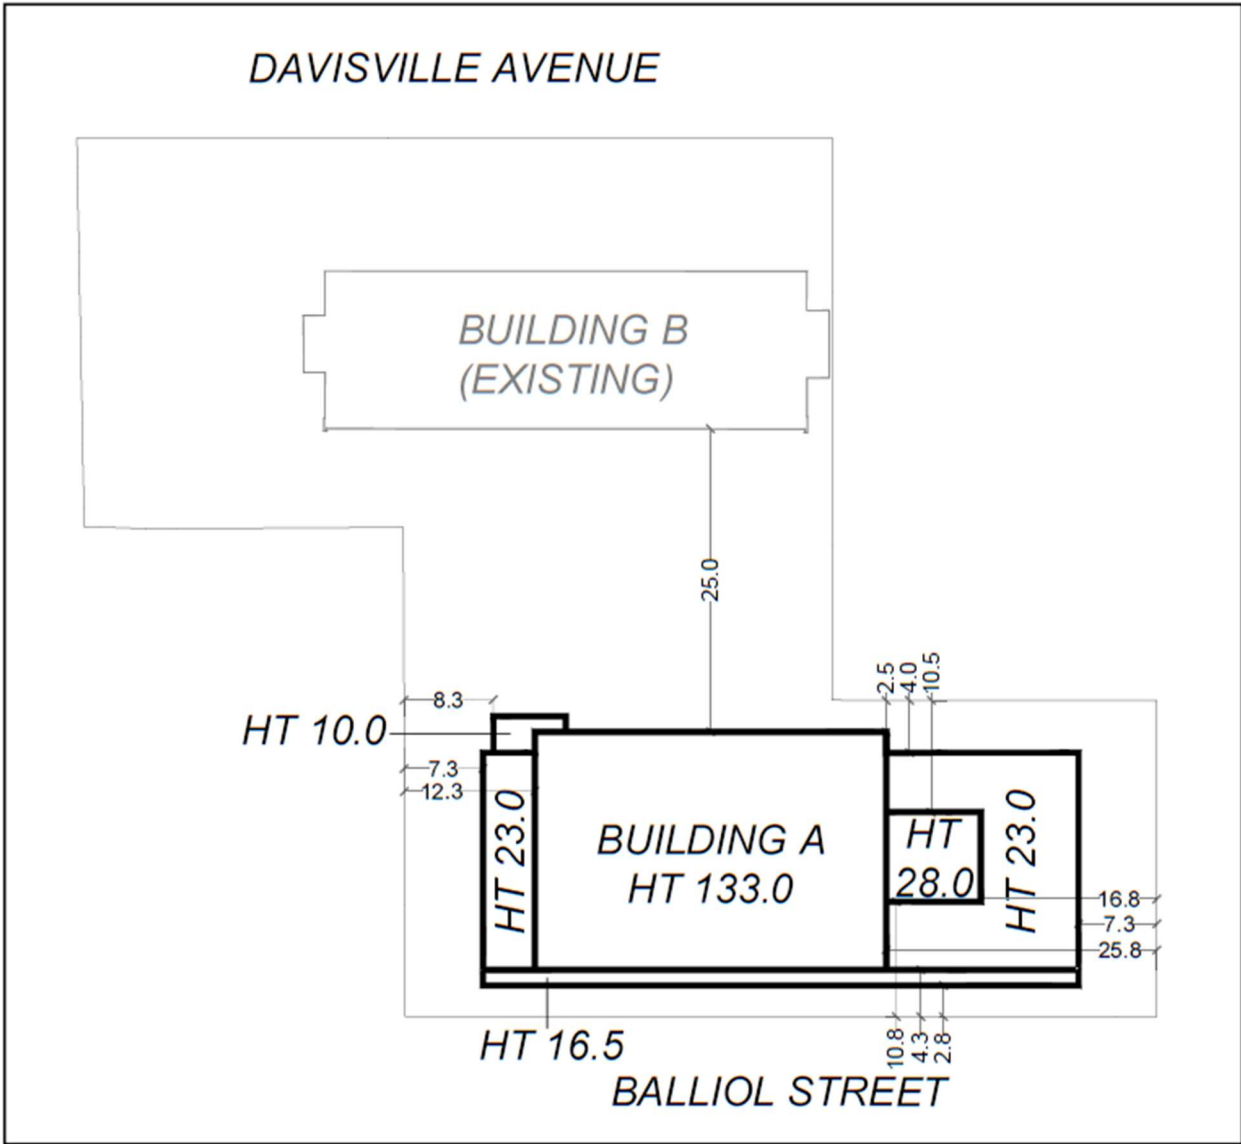 DAVISVILLE AVENUE
BUILDING B
(EXISTING)
25.0
2.5
4.0
10.5
8.3
HT 10.0
7.3
12.3
HT 23.0
BUILDING A
HT 133.0
HT
28.0
HT 23.0
16.8
7.3
25.8
HT 16.5
10.8
4.3
2.8
BALLIOL STREET